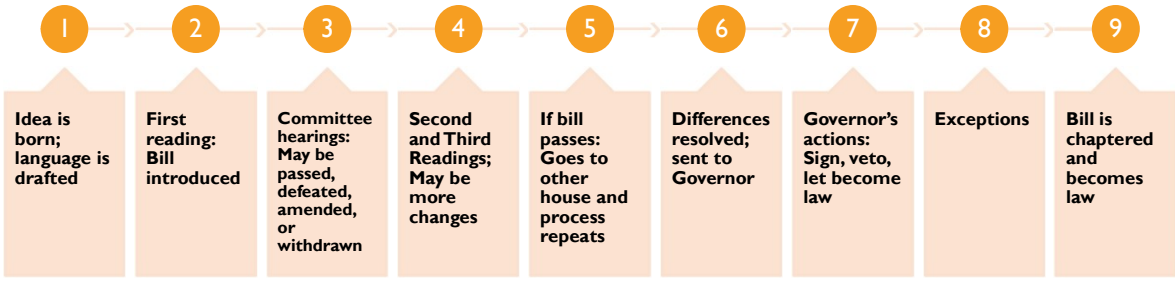 1
2
3
4
5
6
7
8
9
Idea is
born;
language is
drafted
First
reading:
Bill
introduced
Committee
hearings:
May be
passed,
defeated,
amended,
or
withdrawn
Second
and Third
Readings;
May be
more
changes
If bill
passes:
Goes to
other
house and
process
repeats
Differences
resolved;
sent to
Governor
Governor's
actions:
Sign, veto,
let become
law
Exceptions
Bill is
chaptered
and
becomes
law